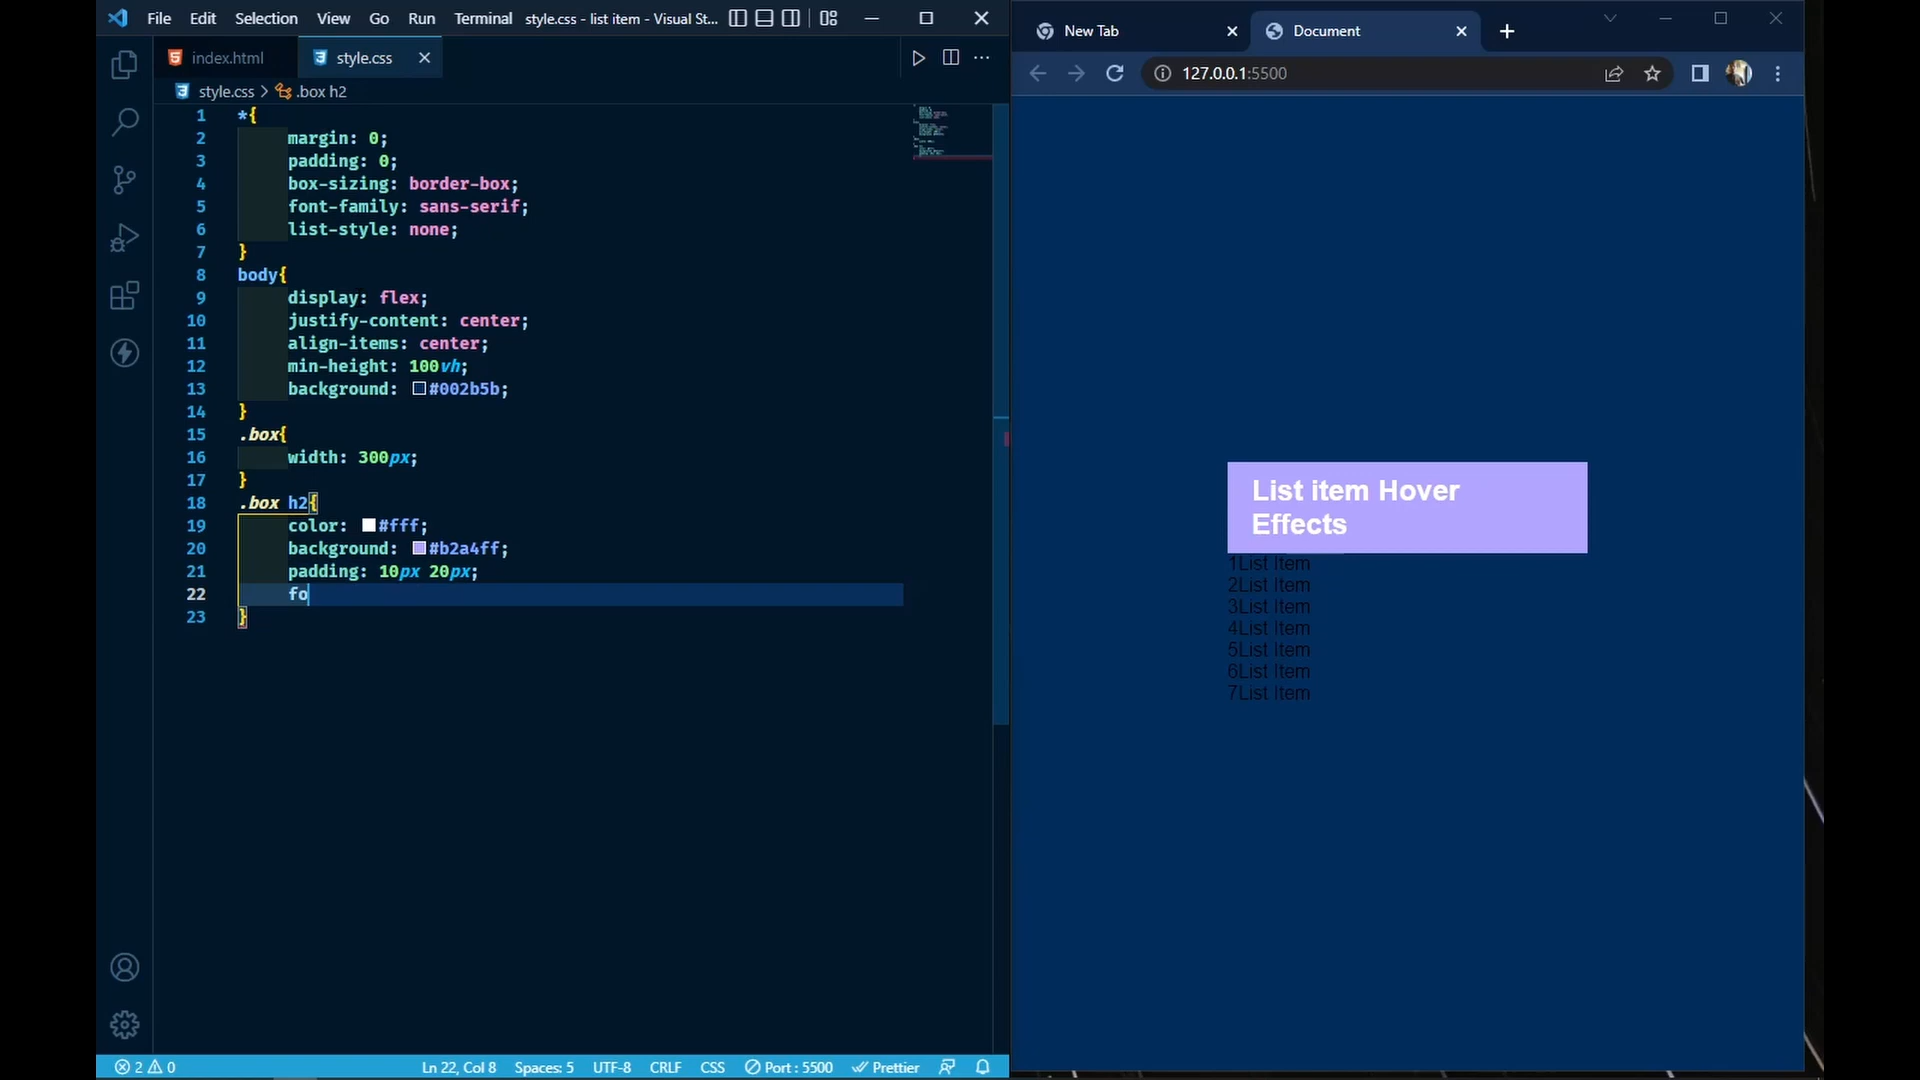 File Edit Selection View Go Run Terminal style.css - list item - Visual St...
index.html style.css
style.css > .box h2
1 *{
2 margin: 0;
3 padding: 0;
4 box-sizing: border-box;
5 font-family: sans-serif;
6 list-style: none;
7 }
8 body{
9 display: flex;
10 justify-content: center;
11 align-items: center;
12 min-height: 100vh;
13 background: #002b5b;
14 }
15 .box{
16 width: 300px;
17 }
18 .box h2{
19 color: #fff;
20 background: #b2a4ff;
21 padding: 10px 20px;
22 fo
23 }
2 0 Ln 22, Col 8 Spaces: 5 UTF-8 CRLF CSS Port : 5500 Prettier
New Tab Document
127.0.0.1:5500
List item Hover
Effects
1List Item
2List Item
3List Item
4List Item
5List Item
6List Item
7List Item